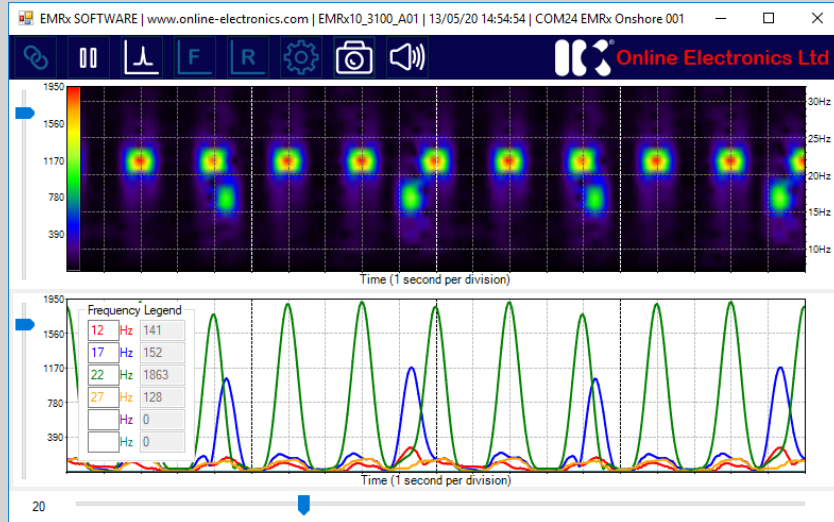 EMRx SOFTWARE | www.online-electronics.com | EMRx10_3100_A01 | 13/05/20 14:54:54 | COM24 EMRx Onshore 001
F
R
Online Electronics Ltd
1950
1560
1170
780
390
30Hz
25Hz
20Hz
15Hz
10Hz
Time (1 second per division)
1950
1560
1170
780
390
Frequency Legend
12 Hz 141
17 Hz 152
22 Hz 1863
27 Hz 128
Hz 0
Hz 0
Time (1 second per division)
20